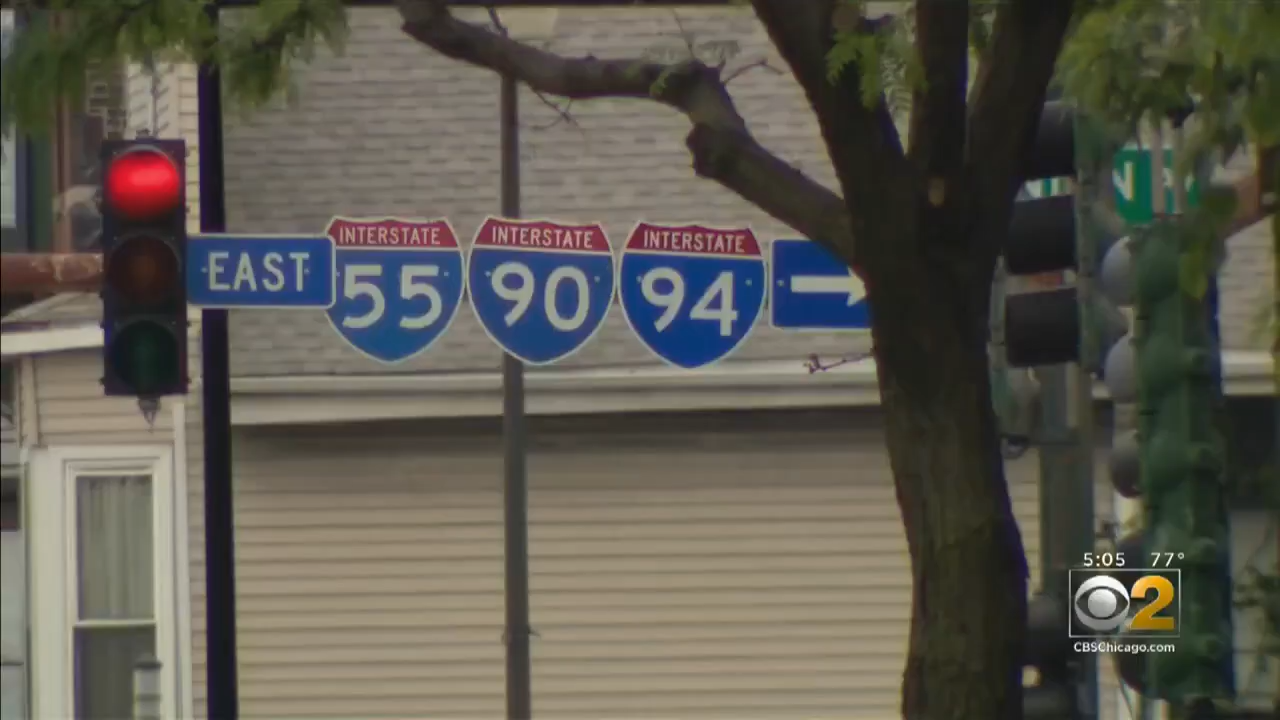 EAST
INTERSTATE
55
INTERSTATE
90
INTERSTATE
94
5:05 77°
2
CBSChicago.com